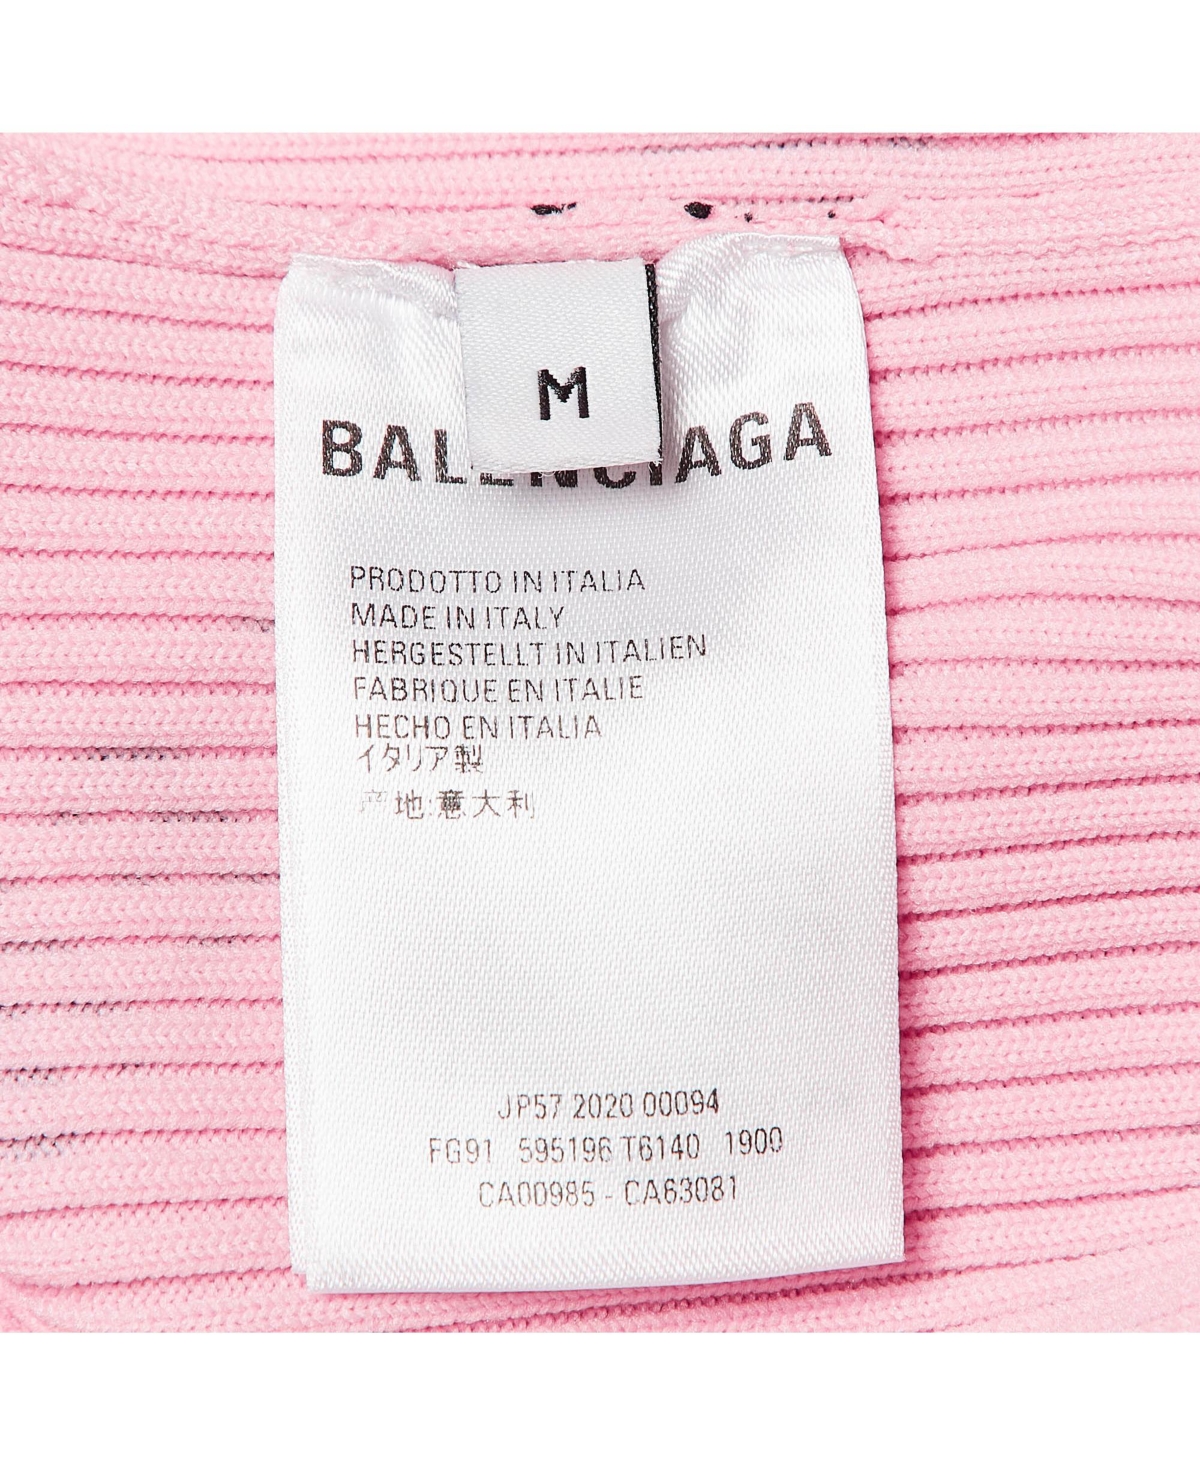 M
BALENCIAGA
PRODOTTO IN ITALIA
MADE IN ITALY
HERGESTELLT IN ITALIEN
FABRIQUE EN ITALIE
HECHO EN ITALIA
イタリア製
产地:意大利
JP57 2020 00094
FG91 595196 T6140 1900
CA00985 - CA63081